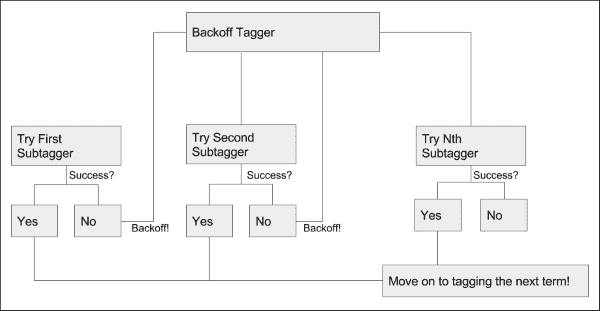 Backoff Tagger
Try First
Subtagger
Success?
Yes
No
Backoff!
Try Second
Subtagger
Success?
Yes
No
Backoff!
Try Nth
Subtagger
Success?
Yes
No
Move on to tagging the next term!